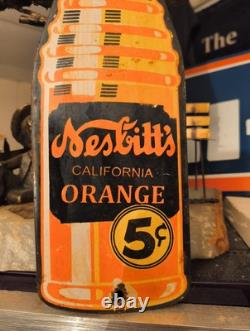 The
Nesbitt's
CALIFORNIA
ORANGE
5¢